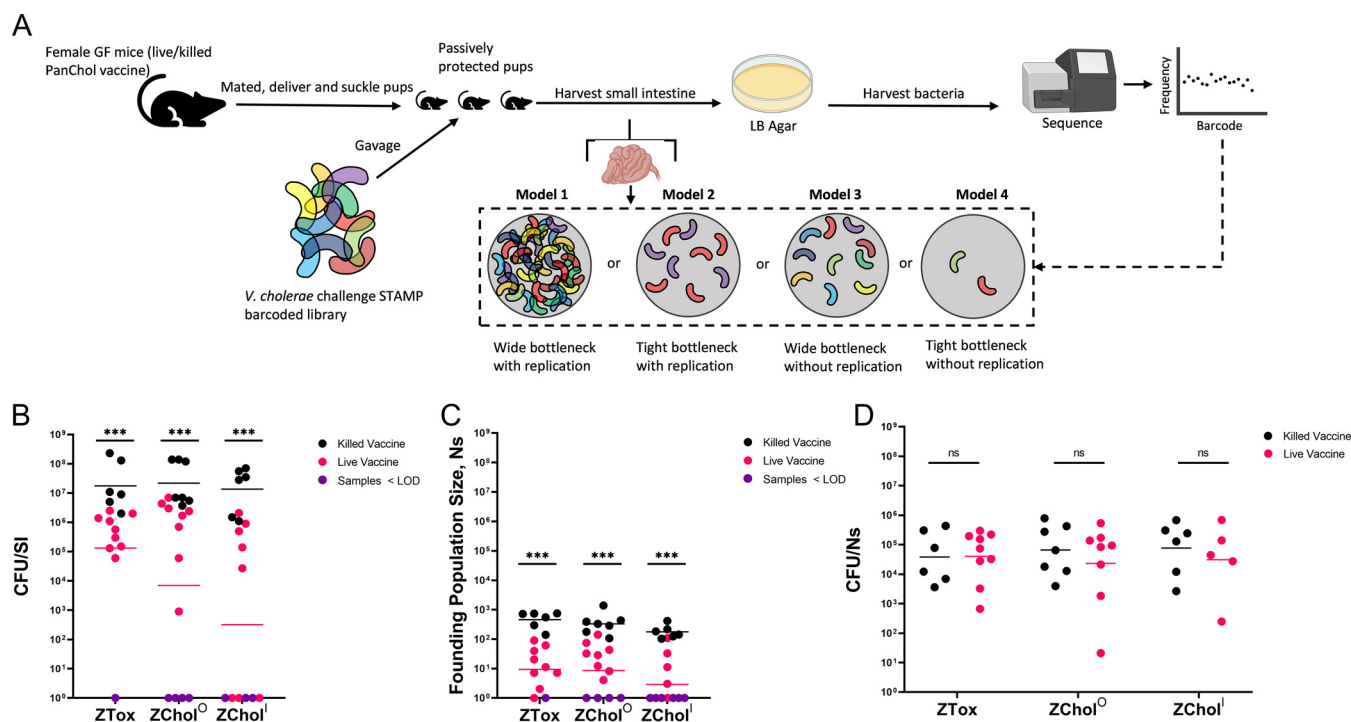 A
Female GF mice (live/killed
PanChol vaccine)
Mated, deliver and suckle pups
Passively
protected pups
Harvest small intestine
LB Agar
Harvest bacteria
Sequence
Frequency
Barcode
Gavage
V. cholerae challenge STAMP
barcoded library
Model 1
Model 2
Model 3
Model 4
or
or
or
Wide bottleneck
with replication
Tight bottleneck
with replication
Wide bottleneck
without replication
Tight bottleneck
without replication
B
CFU/SI
10⁹
10⁸
10⁷
10⁶
10⁵
10⁴
10³
10²
10¹
10⁰
***
***
***
ZTox
ZCholᴼ
ZCholᴵ
Killed Vaccine
Live Vaccine
Samples < LOD
C
Founding Population Size, Ns
10⁹
10⁸
10⁷
10⁶
10⁵
10⁴
10³
10²
10¹
10⁰
***
***
***
ZTox
ZCholᴼ
ZCholᴵ
Killed Vaccine
Live Vaccine
Samples < LOD
D
CFU/Ns
10⁹
10⁸
10⁷
10⁶
10⁵
10⁴
10³
10²
10¹
10⁰
ns
ns
ns
ZTox
ZCholᴼ
ZCholᴵ
Killed Vaccine
Live Vaccine